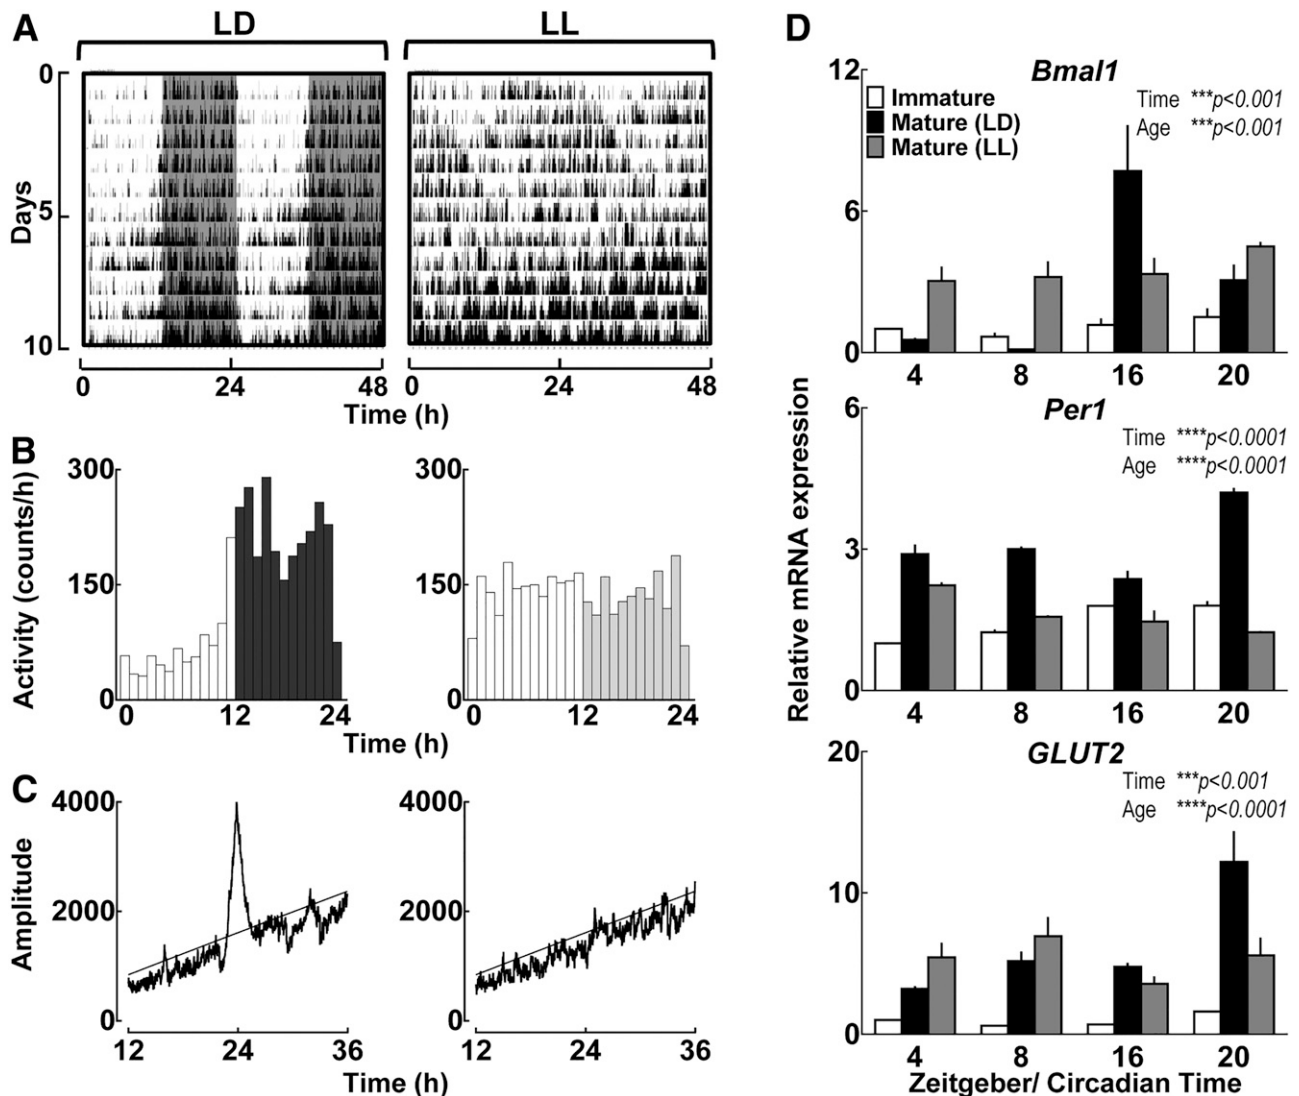 A
LD
LL
0
5
10
Days
0 24 48
0 24 48
Time (h)
Time (h)
B
300
150
0
300
150
0
Activity (counts/h)
0 12 24
0 12 24
Time (h)
Time (h)
C
4000
2000
0
4000
2000
0
Amplitude
12 24 36
12 24 36
Time (h)
Time (h)
D
Bmal1
Immature
Mature (LD)
Mature (LL)
Time ***p<0.001
Age ***p<0.001
12
6
0
4 8 16 20
Per1
Time ****p<0.0001
Age ****p<0.0001
6
3
0
4 8 16 20
Relative mRNA expression
GLUT2
Time ***p<0.001
Age ****p<0.0001
20
10
0
4 8 16 20
Zeitgeber/ Circadian Time